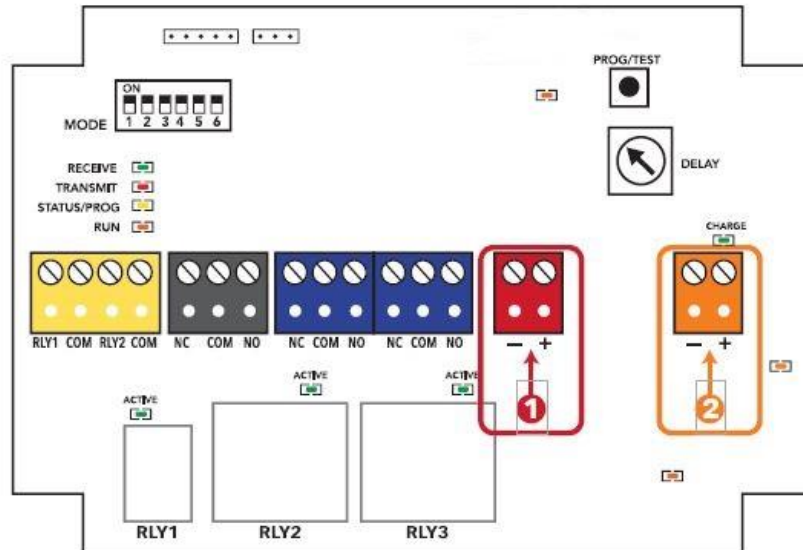 PROG/TEST
ON
1 2 3 4 5 6
MODE
DELAY
RECEIVE
TRANSMIT
STATUS/PROG
RUN
CHARGE
RLY1 COM RLY2 COM
NC COM NO
NC COM NO
NC COM NO
− +
− +
1
2
ACTIVE
ACTIVE
ACTIVE
RLY1
RLY2
RLY3